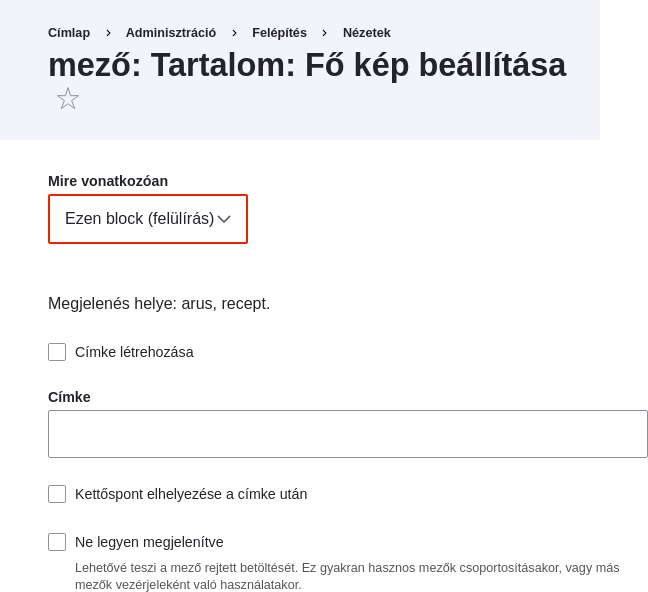 Címlap › Adminisztráció › Felépítés › Nézetek
mező: Tartalom: Fő kép beállítása
Mire vonatkozóan
Ezen block (felülírás)
Megjelenés helye: arus, recept.
Címke létrehozása
Címke
Kettőspont elhelyezése a címke után
Ne legyen megjelenítve
Lehetővé teszi a mező rejtett betöltését. Ez gyakran hasznos mezők csoportosításakor, vagy más
mezők vezérjeleként való használatakor.